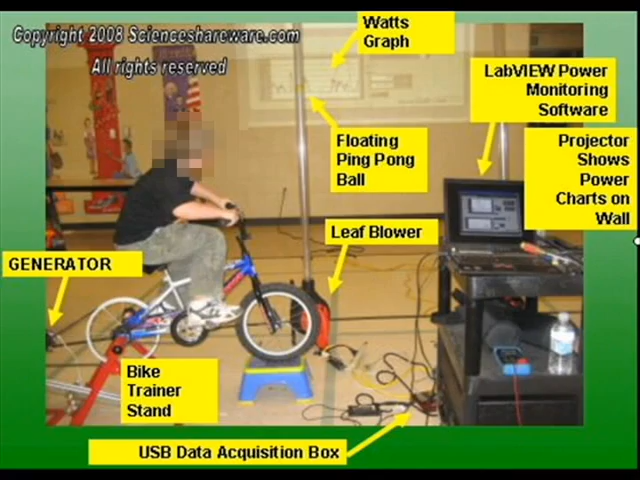 Copyright 2008 Scienceshareware.com
All rights reserved
Watts
Graph
LabVIEW Power
Monitoring
Software
Floating
Ping Pong
Ball
Projector
Shows
Power
Charts on
Wall
Leaf Blower
GENERATOR
Bike
Trainer
Stand
USB Data Acquisition Box